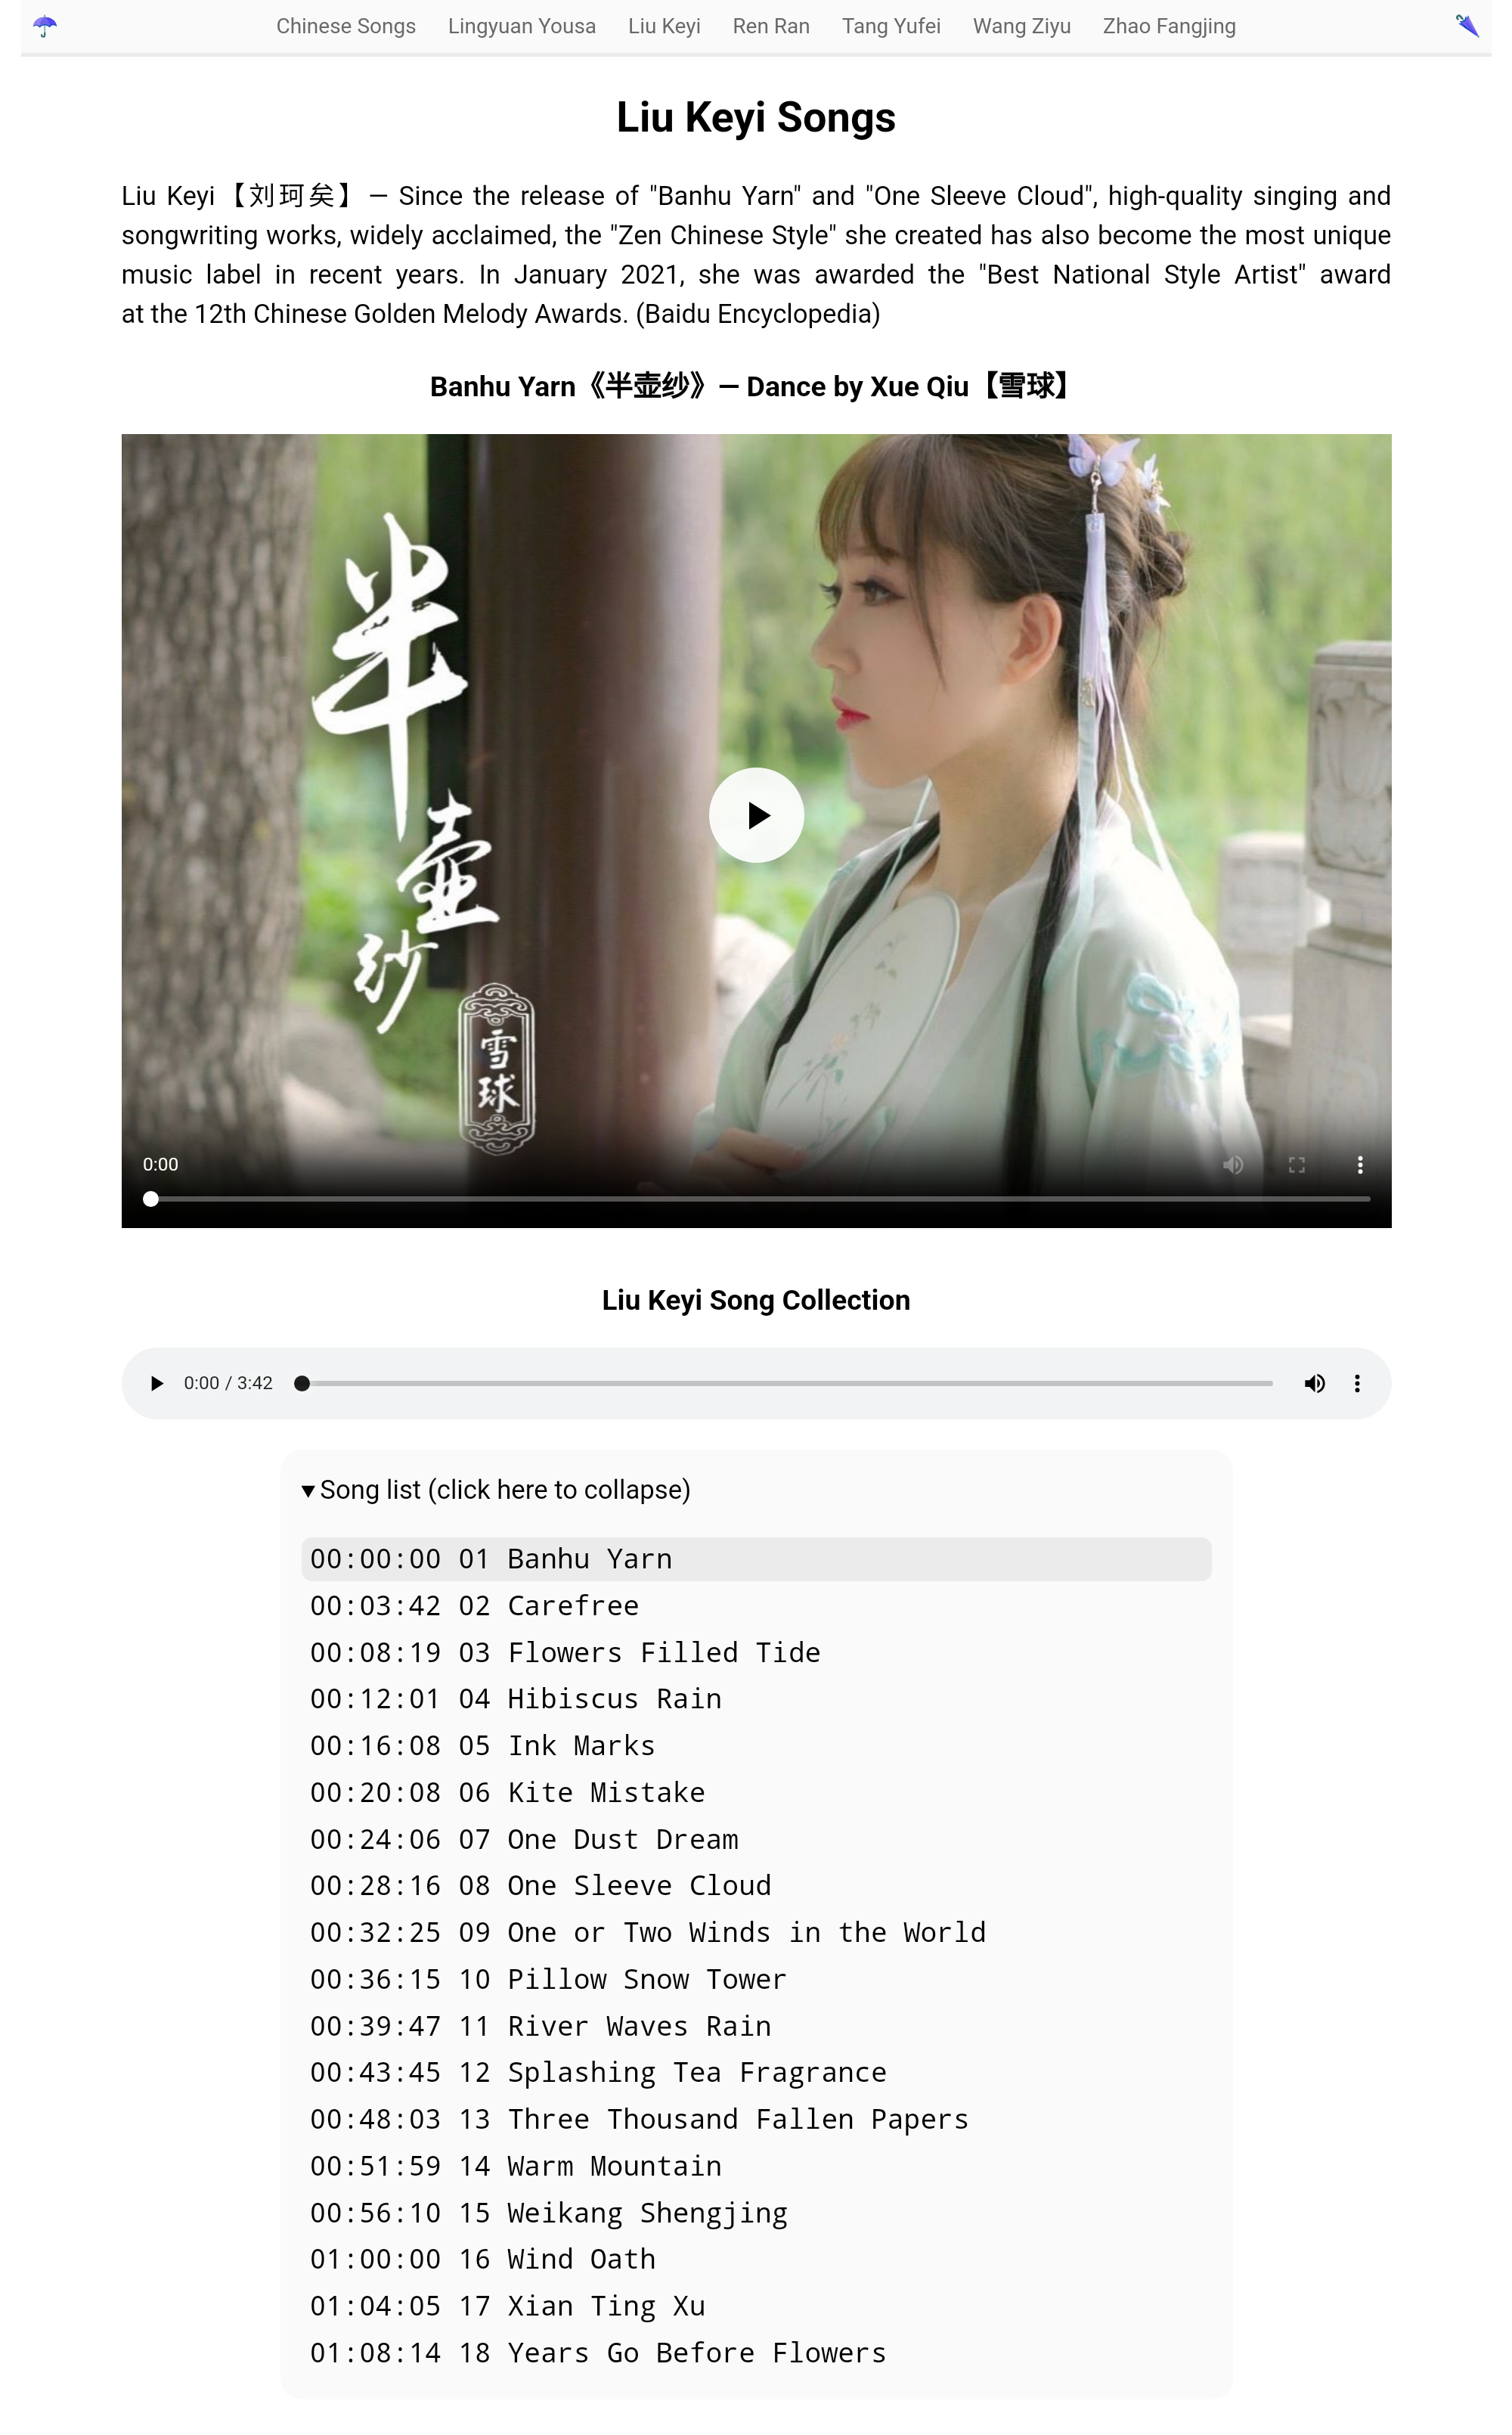 Chinese Songs Lingyuan Yousa Liu Keyi Ren Ran Tang Yufei Wang Ziyu Zhao Fangjing
Liu Keyi Songs
Liu Keyi【刘珂矣】— Since the release of "Banhu Yarn" and "One Sleeve Cloud", high-quality singing and
songwriting works, widely acclaimed, the "Zen Chinese Style" she created has also become the most unique
music label in recent years. In January 2021, she was awarded the "Best National Style Artist" award
at the 12th Chinese Golden Melody Awards. (Baidu Encyclopedia)
Banhu Yarn《半壶纱》— Dance by Xue Qiu【雪球】
半
壶
纱
雪
球
0:00
Liu Keyi Song Collection
0:00 / 3:42
Song list (click here to collapse)
00:00:00 01 Banhu Yarn
00:03:42 02 Carefree
00:08:19 03 Flowers Filled Tide
00:12:01 04 Hibiscus Rain
00:16:08 05 Ink Marks
00:20:08 06 Kite Mistake
00:24:06 07 One Dust Dream
00:28:16 08 One Sleeve Cloud
00:32:25 09 One or Two Winds in the World
00:36:15 10 Pillow Snow Tower
00:39:47 11 River Waves Rain
00:43:45 12 Splashing Tea Fragrance
00:48:03 13 Three Thousand Fallen Papers
00:51:59 14 Warm Mountain
00:56:10 15 Weikang Shengjing
01:00:00 16 Wind Oath
01:04:05 17 Xian Ting Xu
01:08:14 18 Years Go Before Flowers